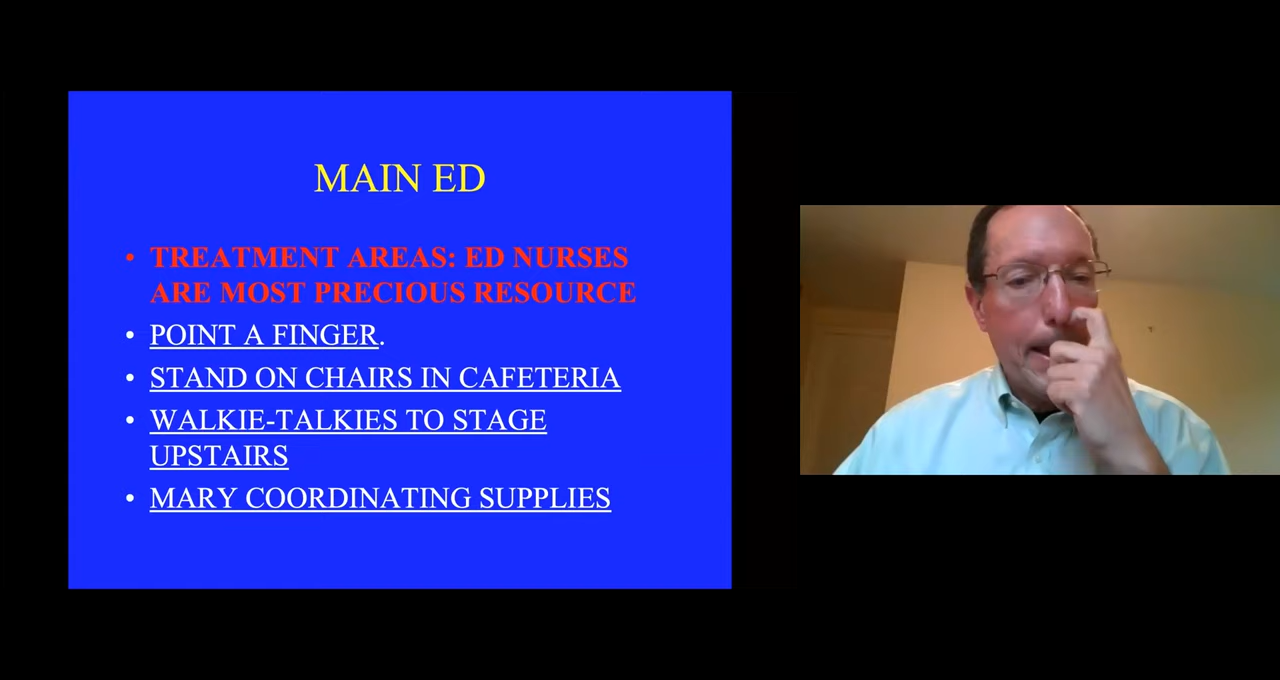 MAIN ED
• TREATMENT AREAS: ED NURSES
ARE MOST PRECIOUS RESOURCE
• POINT A FINGER.
• STAND ON CHAIRS IN CAFETERIA
• WALKIE-TALKIES TO STAGE
UPSTAIRS
• MARY COORDINATING SUPPLIES